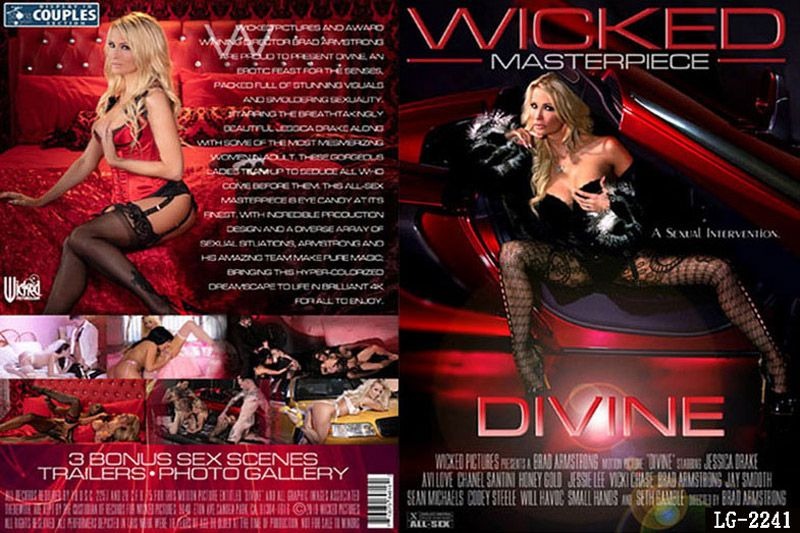 DISPLAY IN
COUPLES
SECTION
WICKED PICTURES AND AWARD
WINNING DIRECTOR BRAD ARMSTRONG
ARE PROUD TO PRESENT DIVINE, AN
EROTIC FEAST FOR THE SENSES,
PACKED FULL OF STUNNING VISUALS
AND SMOLDERING SEXUALITY.
STARRING THE BREATHTAKINGLY
BEAUTIFUL JESSICA DRAKE ALONG
WITH SOME OF THE MOST MESMERIZING
WOMEN IN ADULT, THESE GORGEOUS
LADIES TEAM UP TO SEDUCE ALL WHO
COME BEFORE THEM. THIS ALL-SEX
MASTERPIECE IS EYE CANDY AT IT'S
FINEST. WITH INCREDIBLE PRODUCTION
DESIGN AND A DIVERSE ARRAY OF
SEXUAL SITUATIONS, ARMSTRONG AND
HIS AMAZING TEAM MAKE PURE MAGIC;
BRINGING THIS HYPER-COLORIZED
DREAMSCAPE TO LIFE IN BRILLIANT 4K
FOR ALL TO ENJOY.
Wicked
3 BONUS SEX SCENES
TRAILERS • PHOTO GALLERY
WICKED
MASTERPIECE
A SEXUAL INTERVENTION.
DIVINE
WICKED PICTURES PRESENTS A BRAD ARMSTRONG MOTION PICTURE "DIVINE" STARRING JESSICA DRAKE
AVI LOVE CHANEL SANTINI HONEY GOLD JESSIE LEE VICKI CHASE BRAD ARMSTRONG JAY SMOOTH
SEAN MICHAELS CODEY STEELE WILL HAVOC SMALL HANDS AND SETH GAMBLE DIRECTED BY BRAD ARMSTRONG
X
ALL-SEX
LG-2241